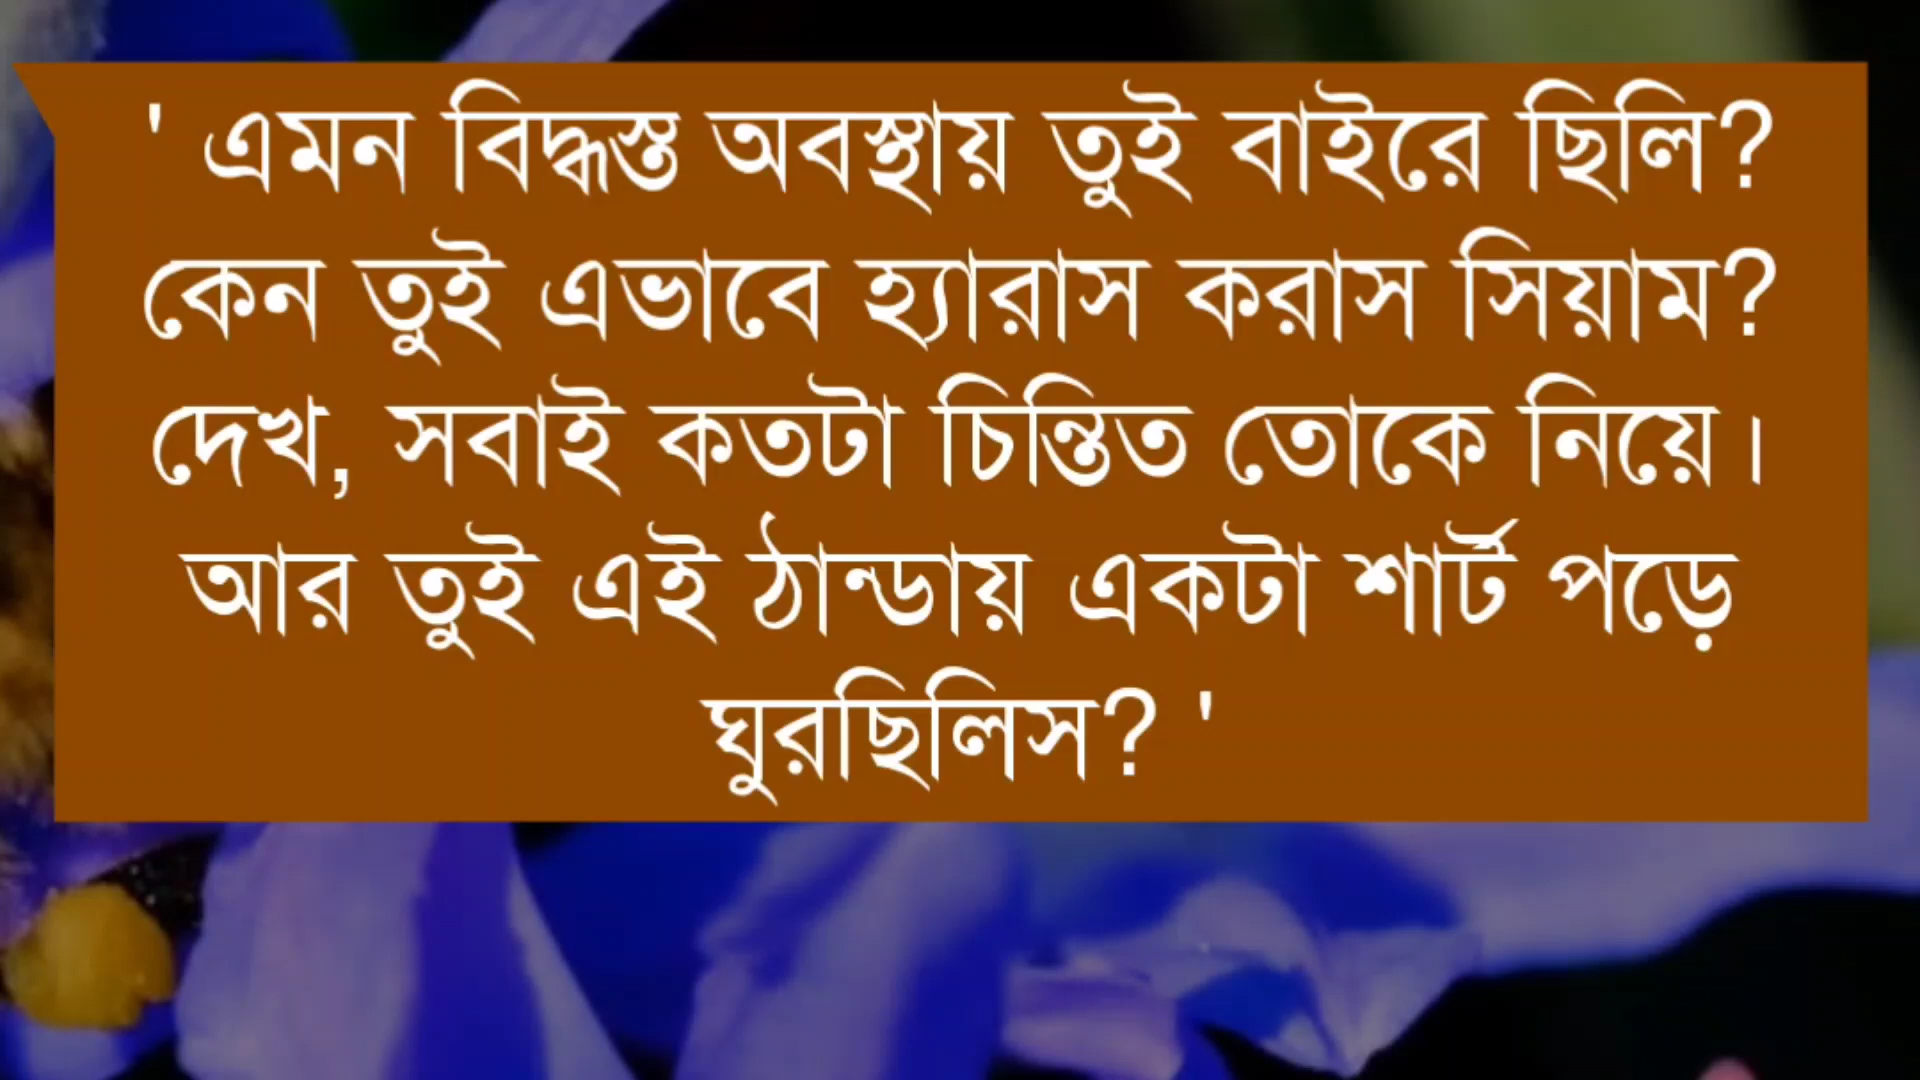 ' এমন বিদ্ধস্ত অবস্থায় তুই বাইরে ছিলি?
কেন তুই এভাবে হ্যারাস করাস সিয়াম?
দেখ, সবাই কতটা চিন্তিত তোকে নিয়ে।
আর তুই এই ঠান্ডায় একটা শার্ট পড়ে
ঘুরছিলিস? '